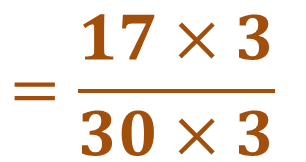 17 × 3
=
30 × 3